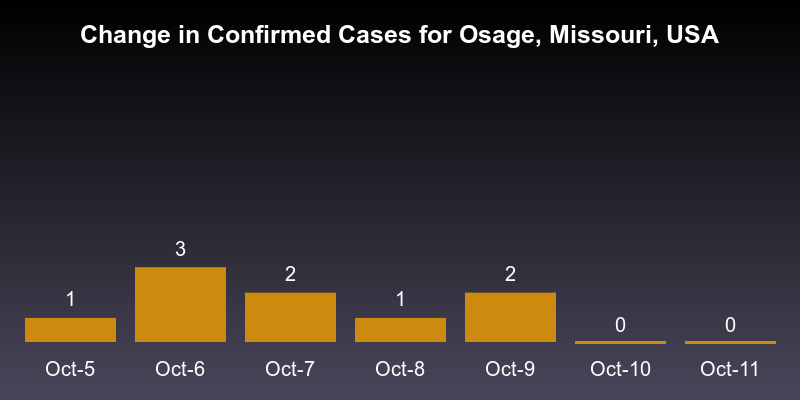 Change in Confirmed Cases for Osage, Missouri, USA
1
3
2
1
2
0
0
Oct-5
Oct-6
Oct-7
Oct-8
Oct-9
Oct-10
Oct-11